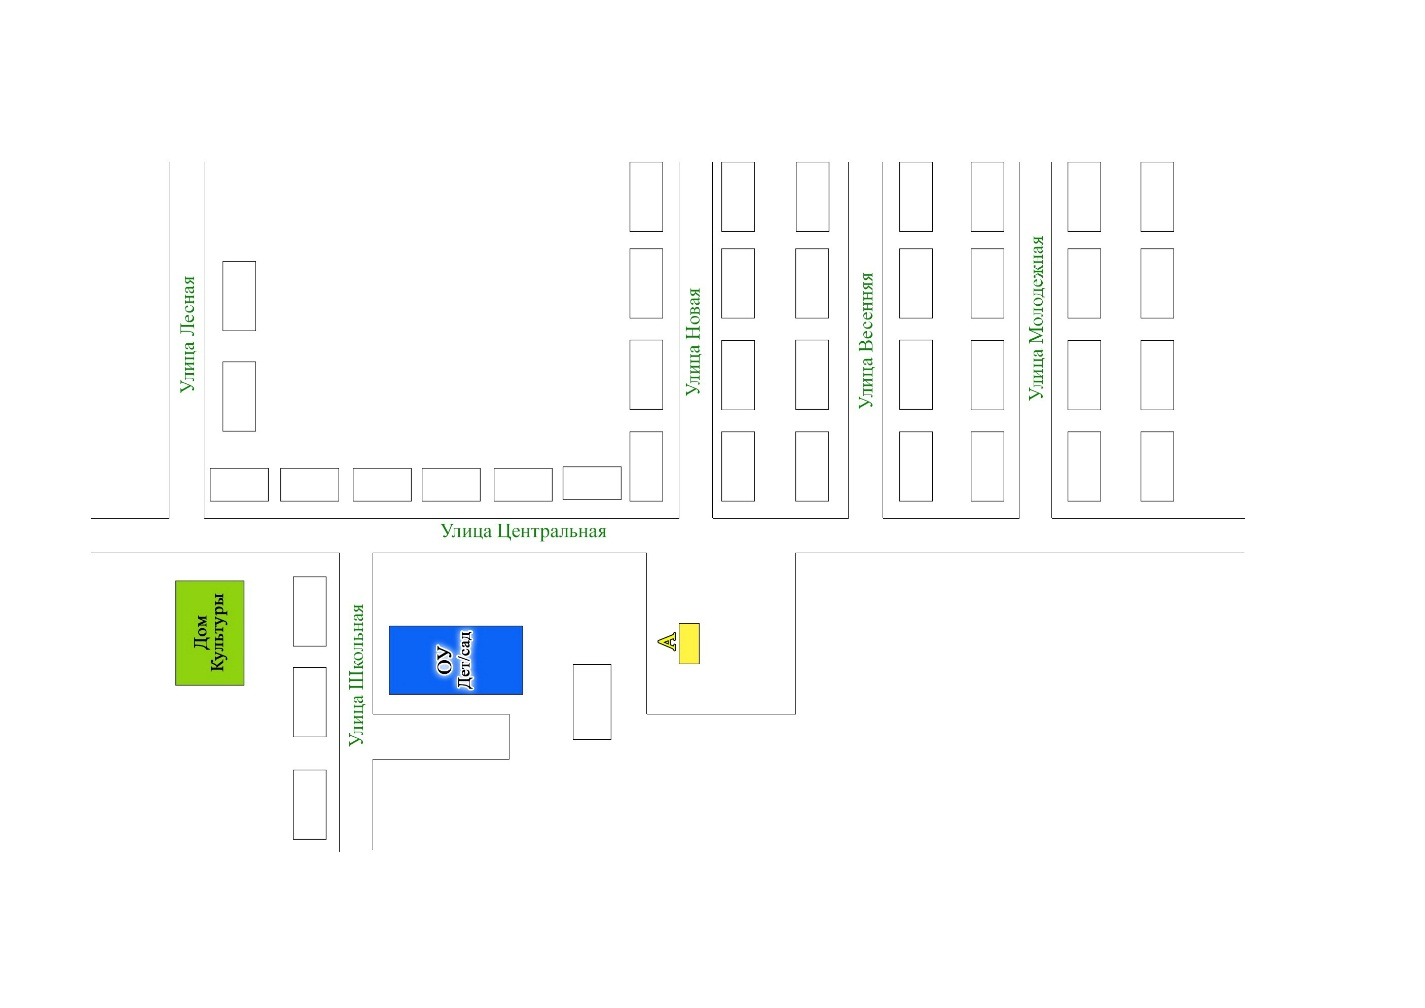 Улица Лесная
Улица Новая
Улица Весенняя
Улица Молодежная
Улица Центральная
Дом
Культуры
Улица Школьная
ОУ
Дет/сад
А